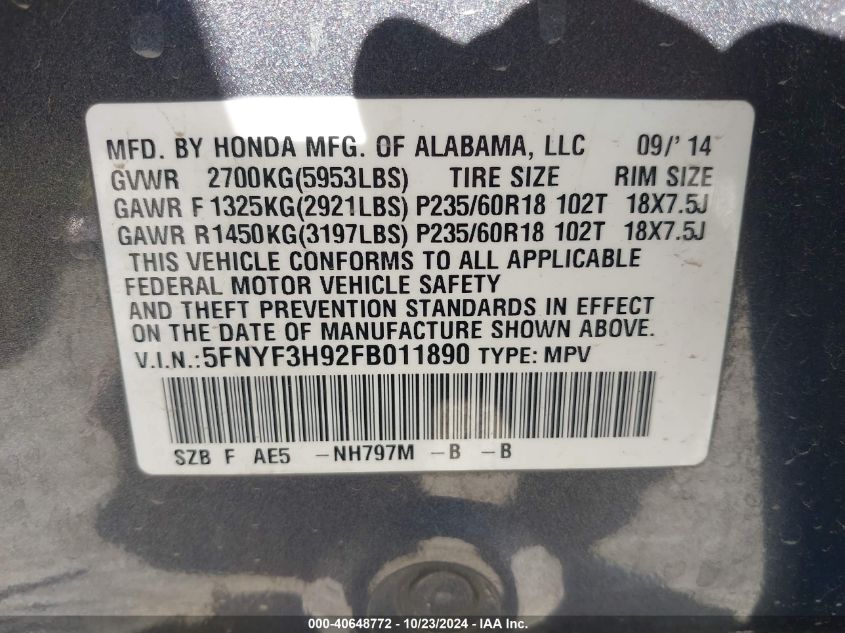 MFD. BY HONDA MFG. OF ALABAMA, LLC 09/' 14
GVWR 2700KG(5953LBS) TIRE SIZE RIM SIZE
GAWR F 1325KG(2921LBS) P235/60R18 102T 18X7.5J
GAWR R1450KG(3197LBS) P235/60R18 102T 18X7.5J
THIS VEHICLE CONFORMS TO ALL APPLICABLE
FEDERAL MOTOR VEHICLE SAFETY
AND THEFT PREVENTION STANDARDS IN EFFECT
ON THE DATE OF MANUFACTURE SHOWN ABOVE.
V.I.N.:5FNYF3H92FB011890 TYPE: MPV
SZB F AE5 -NH797M -B -B
000-40648772 - 10/23/2024 - IAA Inc.